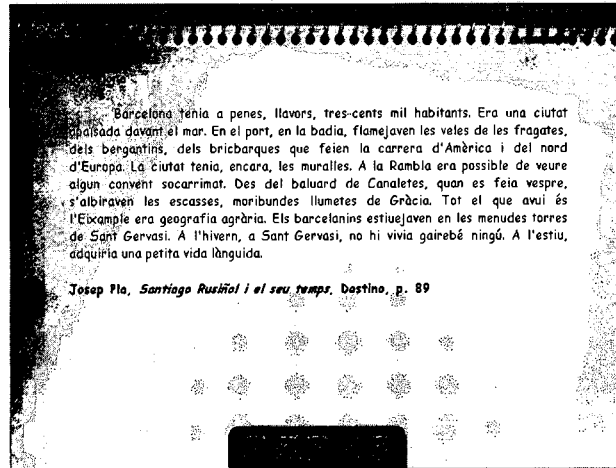 Barcelona tenia a penes, llavors, tres-cents mil habitants. Era una ciutat
abaisada davant el mar. En el port, en la badia, flamejaven les veles de les fragates,
dels bergantins, dels bricbarques que feien la carrera d'Amèrica i del nord
d'Europa. La ciutat tenia, encara, les muralles. A la Rambla era possible de veure
algun convent socarrimat. Des del baluard de Canaletes, quan es feia vespre,
s'albiraven les escasses, moribundes llumetes de Gràcia. Tot el que avui és
l'Eixample era geografia agrària. Els barcelonins estiuejaven en les menudes torres
de Sant Gervasi. A l'hivern, a Sant Gervasi, no hi vivia gairebé ningú. A l'estiu,
adquiria una petita vida lànguida.
Josep Pla, Santiago Rusiñol i el seu temps, Destino, p. 89